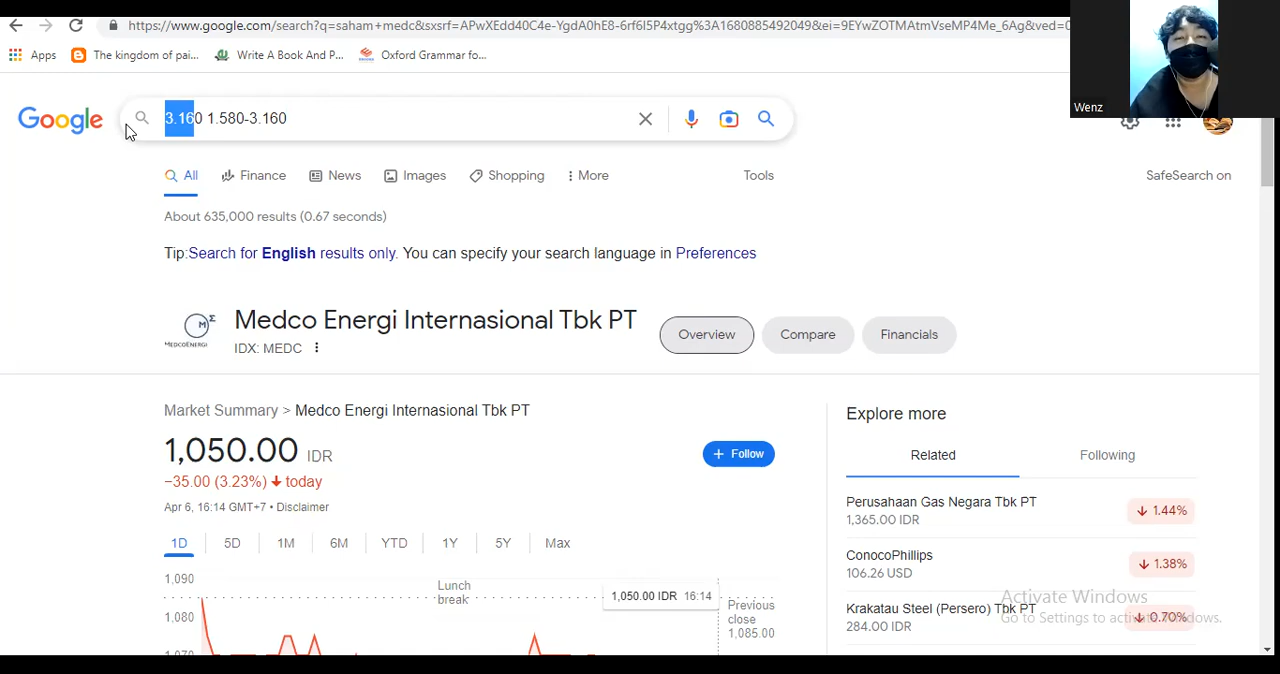 https://www.google.com/search?q=saham+medc&sxsrf=APwXEdd40C4e-YgdA0hE8-6rf6I5P4xtgg%3A1680885492049&ei=9EYwZOTMAtmVseMP4Me_6Ag&ved=0
Apps
The kingdom of pai...
Write A Book And P...
Oxford Grammar fo...
Wenz
Google
3.160 1.580-3.160
All
Finance
News
Images
Shopping
More
Tools
SafeSearch on
About 635,000 results (0.67 seconds)
Tip:Search for English results only. You can specify your search language in Preferences
MEDCOENERGI
Medco Energi Internasional Tbk PT
IDX: MEDC
Overview
Compare
Financials
Market Summary > Medco Energi Internasional Tbk PT
1,050.00 IDR
+ Follow
−35.00 (3.23%) ↓ today
Apr 6, 16:14 GMT+7 • Disclaimer
1D
5D
1M
6M
YTD
1Y
5Y
Max
1,090
1,080
Lunch
break
1,050.00 IDR 16:14
Previous
close
1,085.00
Explore more
Related
Following
Perusahaan Gas Negara Tbk PT
1,365.00 IDR
↓ 1.44%
ConocoPhillips
106.26 USD
↓ 1.38%
Krakatau Steel (Persero) Tbk PT
284.00 IDR
↓ 0.70%
Activate Windows
Go to Settings to activate Windows.